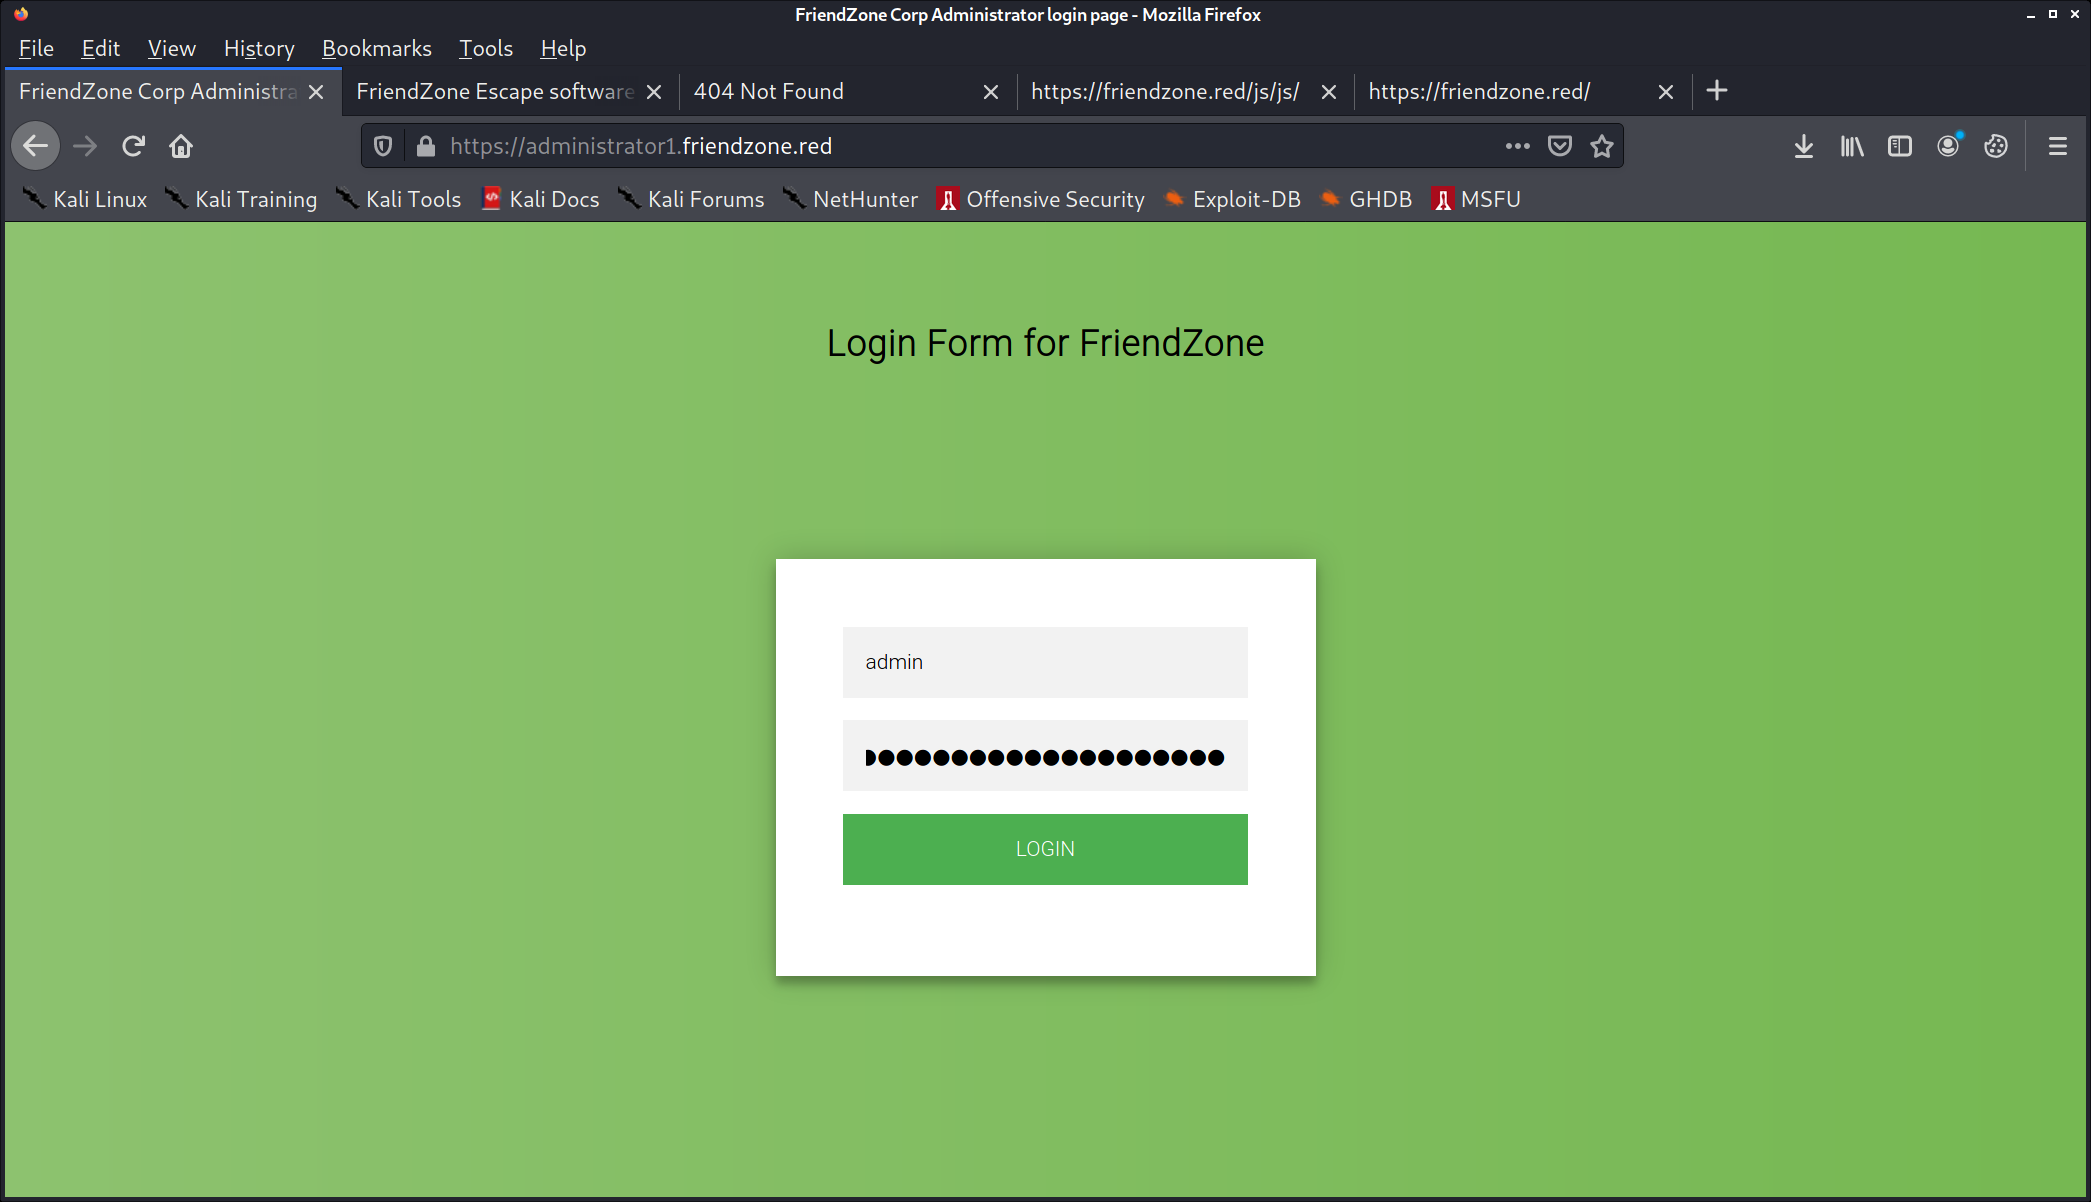 FriendZone Corp Administrator login page - Mozilla Firefox
File Edit View History Bookmarks Tools Help
FriendZone Corp Administra FriendZone Escape software 404 Not Found https://friendzone.red/js/js/ https://friendzone.red/
https://administrator1.friendzone.red
Kali Linux Kali Training Kali Tools Kali Docs Kali Forums NetHunter Offensive Security Exploit-DB GHDB MSFU
Login Form for FriendZone
admin
LOGIN